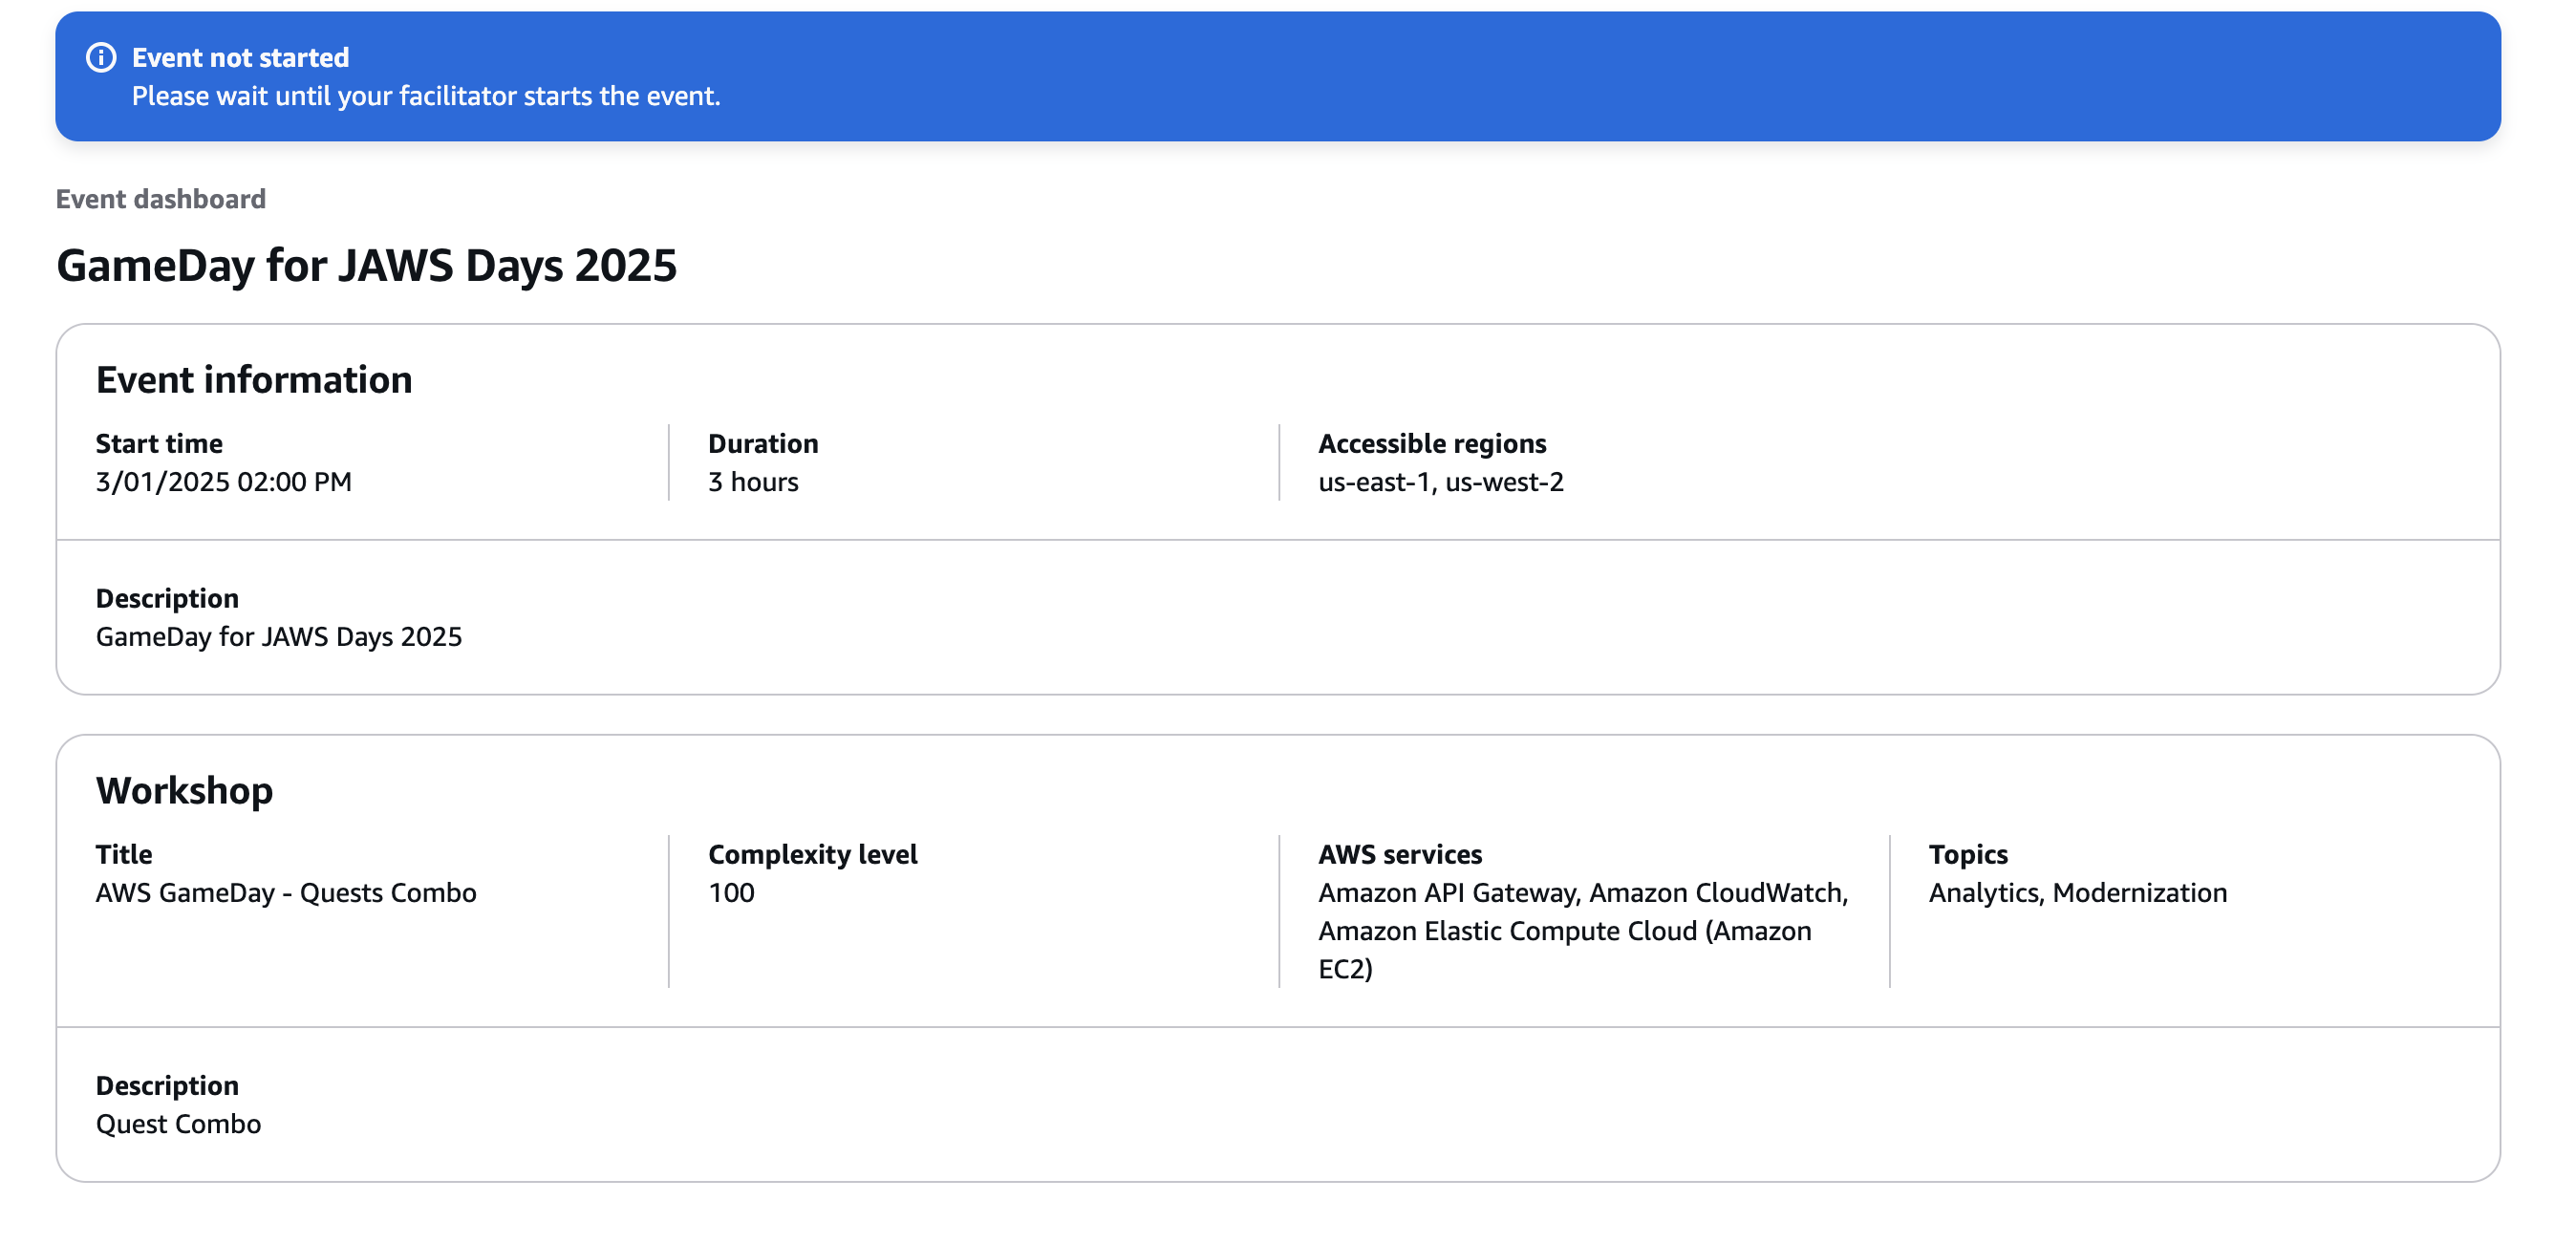 Event not started
Please wait until your facilitator starts the event.
Event dashboard
GameDay for JAWS Days 2025
Event information
Start time
3/01/2025 02:00 PM
Duration
3 hours
Accessible regions
us-east-1, us-west-2
Description
GameDay for JAWS Days 2025
Workshop
Title
AWS GameDay - Quests Combo
Complexity level
100
AWS services
Amazon API Gateway, Amazon CloudWatch,
Amazon Elastic Compute Cloud (Amazon
EC2)
Topics
Analytics, Modernization
Description
Quest Combo